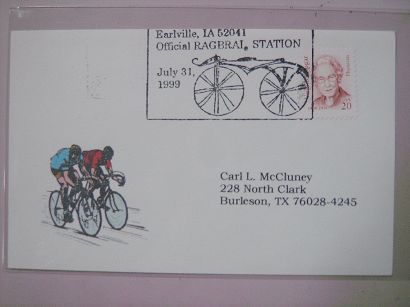 Earlville, IA 52041
Official RAGBRAI® STATION
July 31,
1999
20
Carl L. McCluney
228 North Clark
Burleson, TX 76028-4245